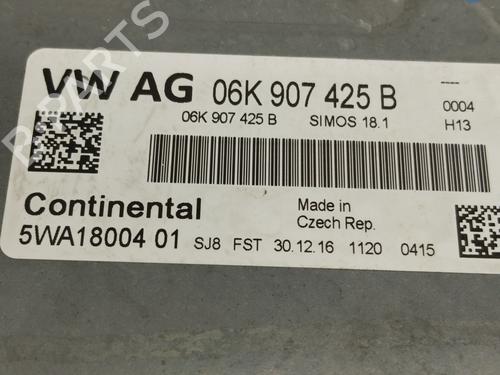 VW AG 06K 907 425 B 0004
06K 907 425 B SIMOS 18.1 H13
Continental Made in
Czech Rep.
5WA18004 01 SJ8 FST 30.12.16 1120 0415
B-PARTS